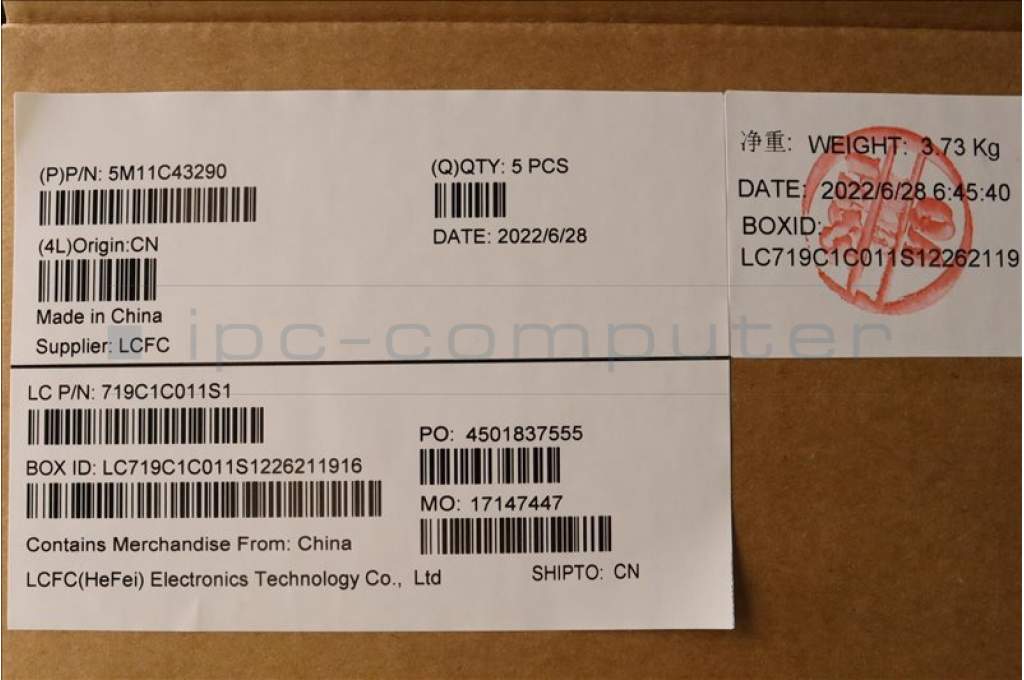 (P)P/N: 5M11C43290
(Q)QTY: 5 PCS
DATE: 2022/6/28
(4L)Origin:CN
Made in China
Supplier: LCFC
净重: WEIGHT: 3.73 Kg
DATE: 2022/6/28 6:45:40
BOXID:
LC719C1C011S12262119
ipc-computer
LC P/N: 719C1C011S1
BOX ID: LC719C1C011S1226211916
Contains Merchandise From: China
LCFC(HeFei) Electronics Technology Co., Ltd
PO: 4501837555
MO: 17147447
SHIPTO: CN